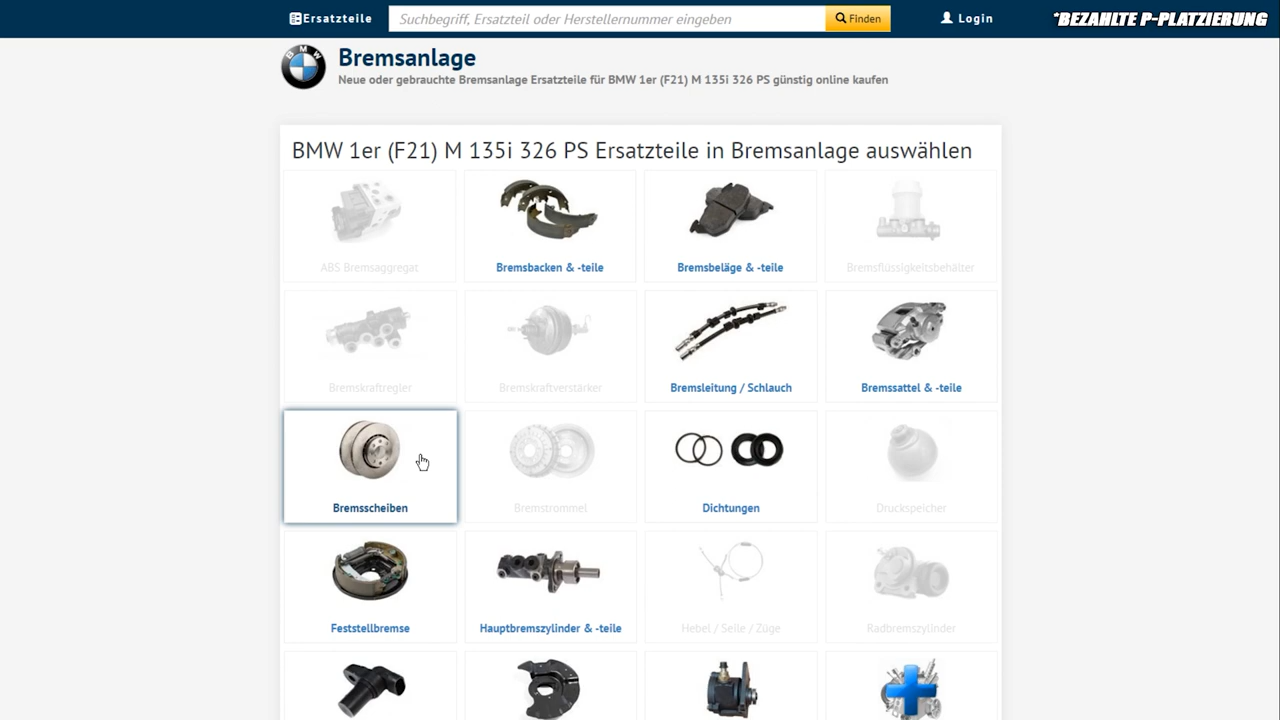 Ersatzteile
Suchbegriff, Ersatzteil oder Herstellernummer eingeben
Finden
Login
*BEZAHLTE P-PLATZIERUNG
BMW
Bremsanlage
Neue oder gebrauchte Bremsanlage Ersatzteile für BMW 1er (F21) M 135i 326 PS günstig online kaufen
BMW 1er (F21) M 135i 326 PS Ersatzteile in Bremsanlage auswählen
ABS Bremsaggregat
Bremsbacken & -teile
Bremsbeläge & -teile
Bremsflüssigkeitsbehälter
Bremskraftregler
Bremskraftverstärker
Bremsleitung / Schlauch
Bremssattel & -teile
Bremsscheiben
Bremstrommel
Dichtungen
Druckspeicher
Feststellbremse
Hauptbremszylinder & -teile
Hebel / Seile / Züge
Radbremszylinder